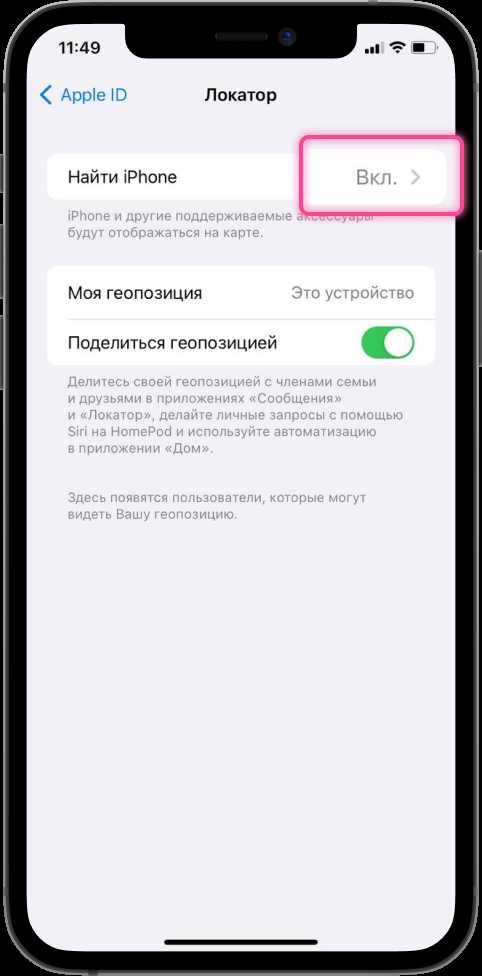 11:49
Apple ID
Локатор
Найти iPhone
Вкл.
iPhone и другие поддерживаемые аксессуары
будут отображаться на карте.
Моя геопозиция
Это устройство
Поделиться геопозицией
Делитесь своей геопозицией с членами семьи
и друзьями в приложениях «Сообщения»
и «Локатор», делайте личные запросы с помощью
Siri на HomePod и используйте автоматизацию
в приложении «Дом».
Здесь появятся пользователи, которые могут
видеть Вашу геопозицию.